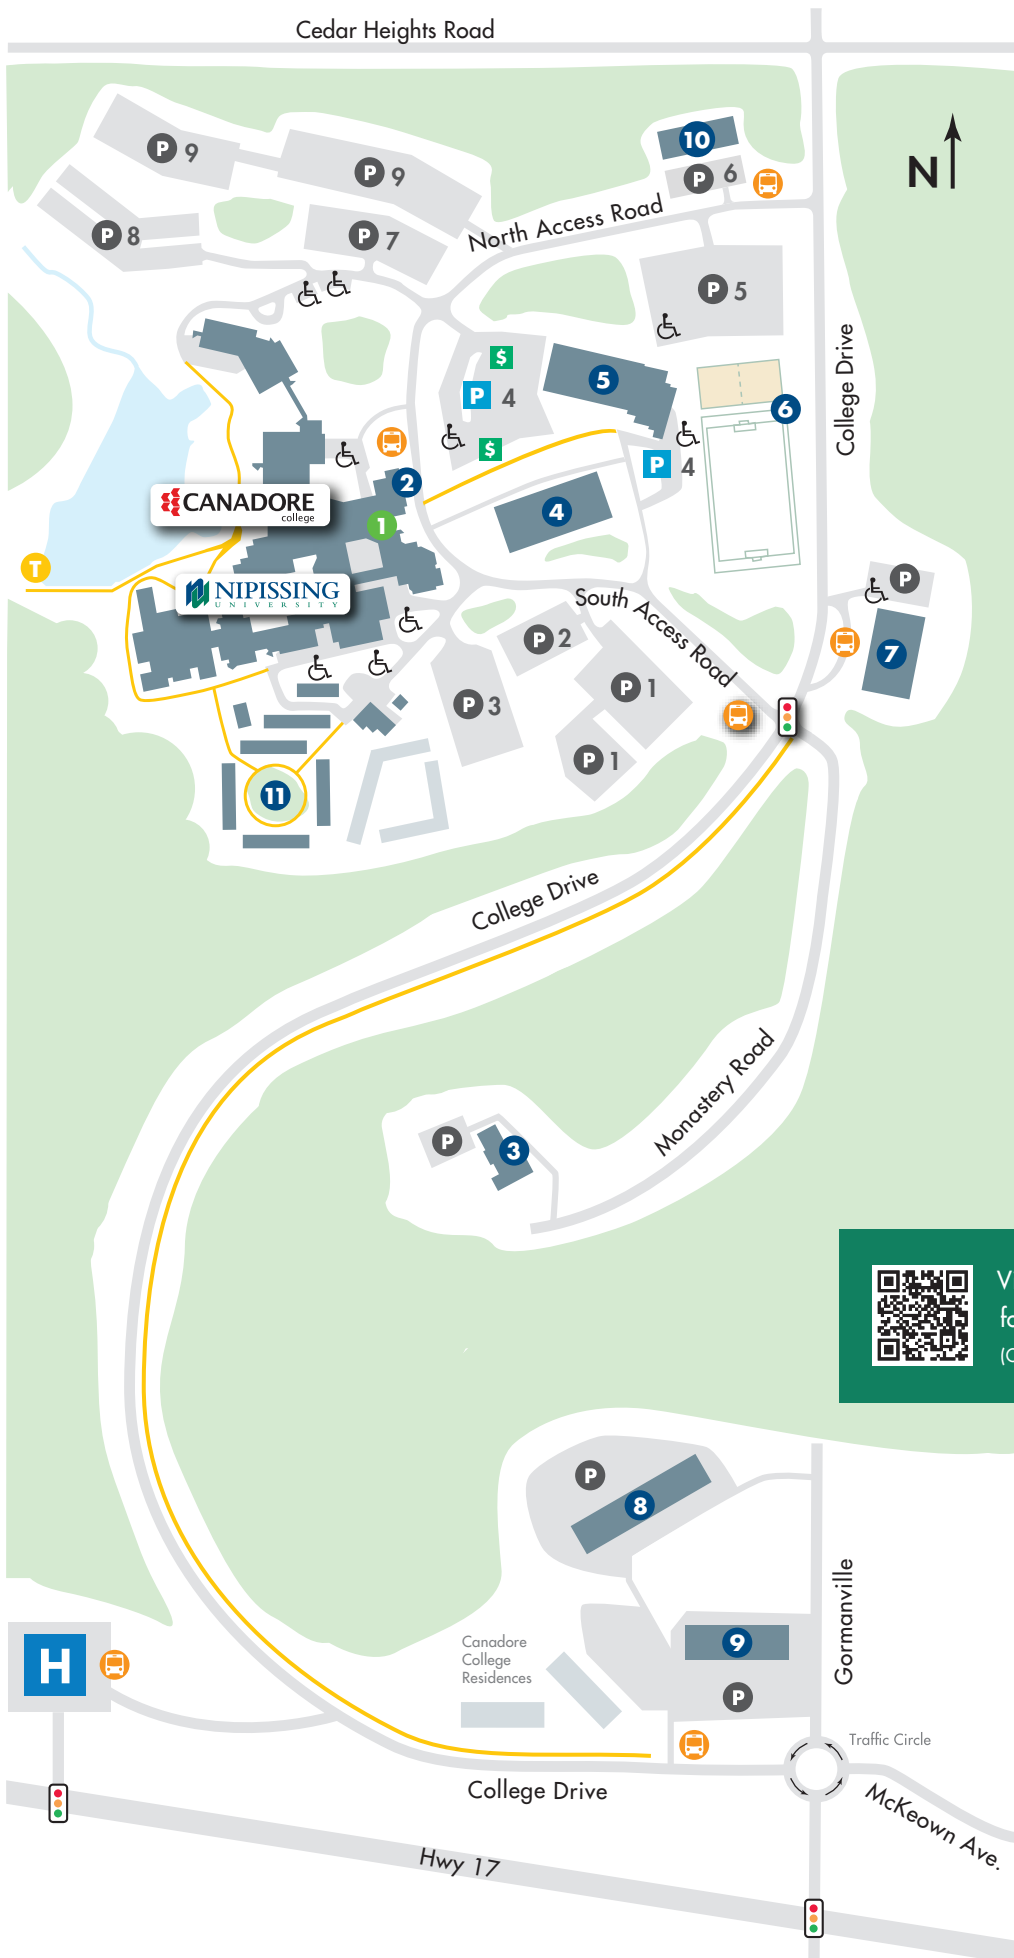 Cedar Heights Road
10
P 9
P 9
P 6
N
North Access Road
P 8
P 7
P 5
College Drive
$
5
P 4
6
$
P 4
2
CANADORE
college
1
4
T
NIPISSING
UNIVERSITY
P
South Access Road
P 2
7
P 1
P 3
P 1
11
College Drive
Monastery Road
P
3
V
fo
(C
P
8
Gormanville
9
Canadore
College
Residences
H
P
Traffic Circle
College Drive
McKeown Ave.
Hwy 17